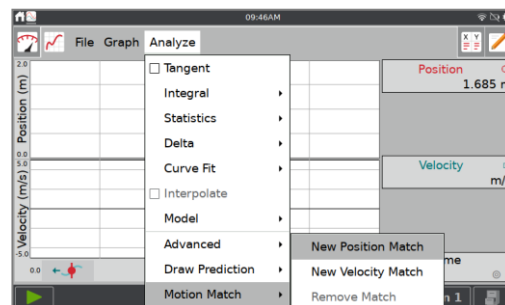 09:46AM
File Graph Analyze
X Y
Tangent
Integral
Statistics
Delta
Curve Fit
Interpolate
Model
Advanced
Draw Prediction
Motion Match
New Position Match
New Velocity Match
Remove Match
Position (m)
2.0
0.0
Velocity (m/s)
5.0
-5.0
0.0
Position
1.685 m
Velocity
m/
me
n 1